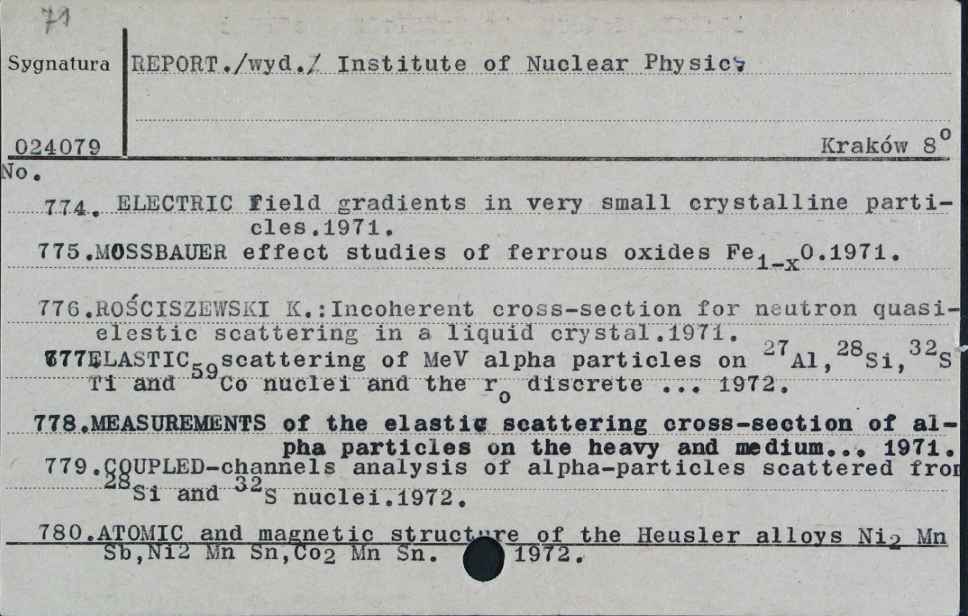 71
Sygnatura REPORT./wyd./ Institute of Nuclear Physics
024079 Kraków 8⁰
No.
774. ELECTRIC field gradients in very small crystalline parti-
cles.1971.
775.MOSSBAUER effect studies of ferrous oxides Fe₁₋ₓO.1971.
776.ROŚCISZEWSKI K.:Incoherent cross-section for neutron quasi-
elestic scattering in a liquid crystal.1971.
777ELASTIC scattering of MeV alpha particles on ²⁷Al,²⁸Si,³²S
Ti and ⁵⁹Co nuclei and the r₀ discrete ... 1972.
778.MEASUREMENTS of the elastic scattering cross-section of al-
pha particles on the heavy and medium... 1971.
779.COUPLED-channels analysis of alpha-particles scattered from
²⁸Si and ³²S nuclei.1972.
780.ATOMIC and magnetic structure of the Heusler alloys Ni₂ Mn
Sb,Ni2 Mn Sn,Co₂ Mn Sn. 1972.